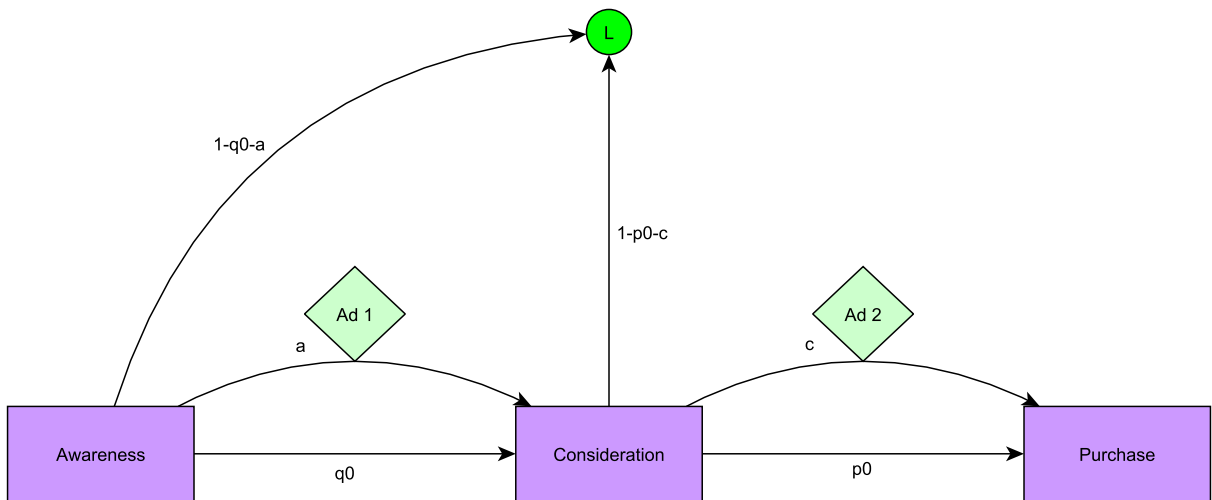 L
1-q0-a
1-p0-c
Ad 1
Ad 2
a
c
Awareness
Consideration
Purchase
q0
p0